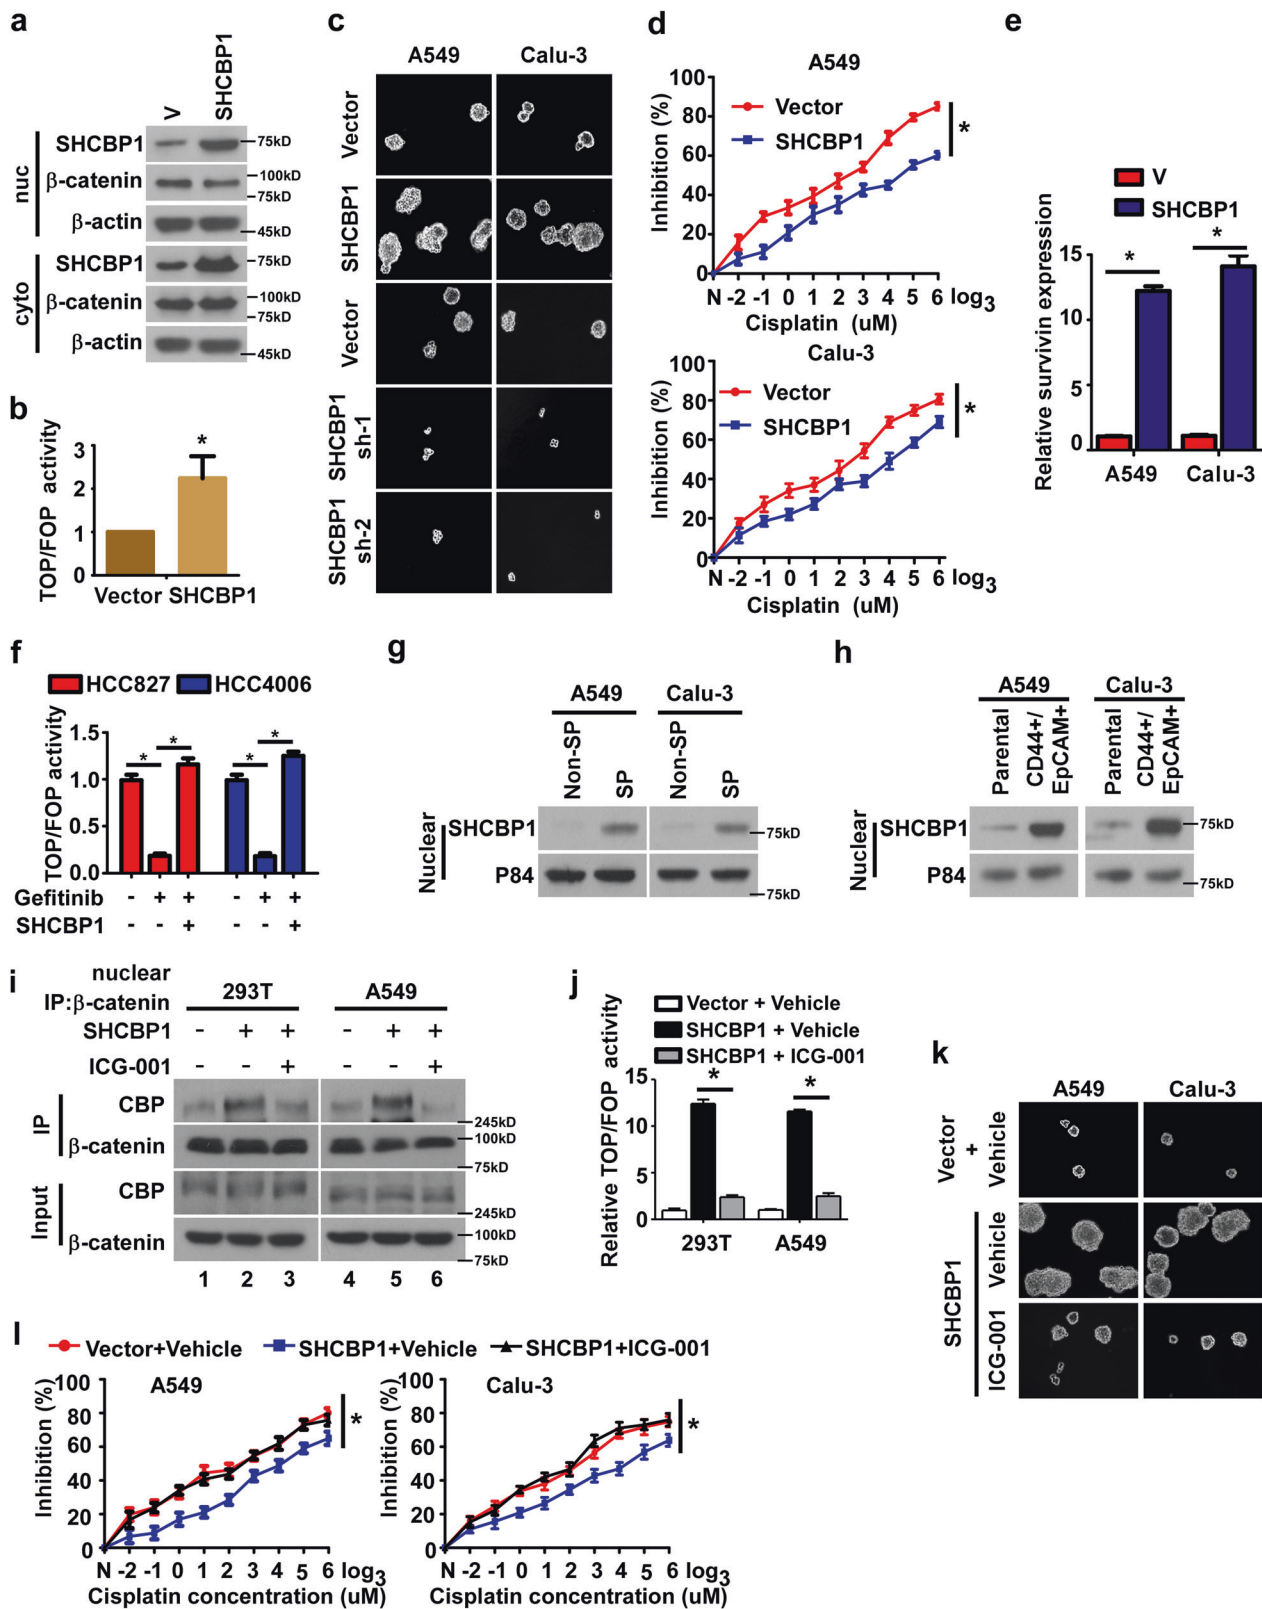 a
V
SHCBP1
nuc
SHCBP1
75kD
β-catenin
100kD
75kD
β-actin
45kD
cyto
SHCBP1
75kD
β-catenin
100kD
75kD
β-actin
45kD
b
TOP/FOP activity
3
2
1
0
*
Vector SHCBP1
c
A549 Calu-3
Vector
SHCBP1
Vector
SHCBP1
sh-1
SHCBP1
sh-2
d
A549
Inhibition (%)
100
80
60
40
20
0
Vector
SHCBP1
*
N -2 -1 0 1 2 3 4 5 6 log3
Cisplatin (uM)
Calu-3
Inhibition (%)
100
80
60
40
20
0
Vector
SHCBP1
*
N -2 -1 0 1 2 3 4 5 6 log3
Cisplatin (uM)
e
V
SHCBP1
Relative survivin expression
15
10
5
0
* *
A549 Calu-3
f
HCC827 HCC4006
TOP/FOP activity
1.5
1.0
0.5
0.0
* * * *
Gefitinib - + + - + +
SHCBP1 - - + - - +
g
A549 Calu-3
Non-SP SP Non-SP SP
Nuclear
SHCBP1
75kD
P84
75kD
h
A549 Calu-3
Parental CD44+/ EpCAM+ Parental CD44+/ EpCAM+
Nuclear
SHCBP1
75kD
P84
75kD
i
nuclear
IP:β-catenin 293T A549
SHCBP1 - + + - + +
ICG-001 - - + - - +
IP
CBP
245kD
β-catenin
100kD
75kD
Input
CBP
245kD
β-catenin
100kD
75kD
1 2 3 4 5 6
j
Vector + Vehicle
SHCBP1 + Vehicle
SHCBP1 + ICG-001
Relative TOP/FOP activity
15
10
5
0
* *
293T A549
k
A549 Calu-3
Vector
+
Vehicle
SHCBP1
Vehicle
ICG-001
l
Vector+Vehicle SHCBP1+Vehicle SHCBP1+ICG-001
A549
Inhibition (%)
100
80
60
40
20
0
*
N -2 -1 0 1 2 3 4 5 6 log3
Cisplatin concentration (uM)
Calu-3
Inhibition (%)
100
80
60
40
20
0
*
N -2 -1 0 1 2 3 4 5 6 log3
Cisplatin concentration (uM)